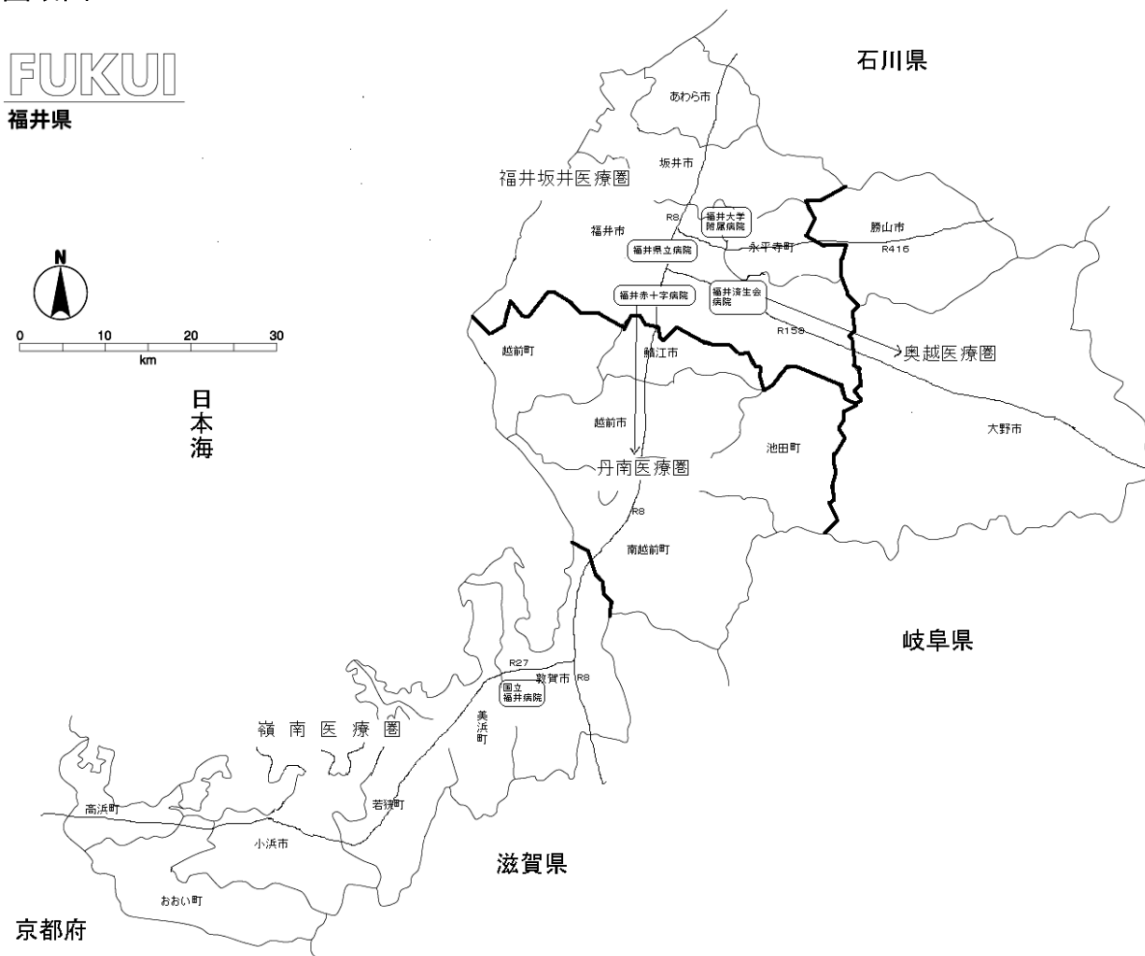 FUKUI
福井県
石川県
あわら市
坂井市
福井坂井医療圏
福井市
R8
福井大学
附属病院
勝山市
永平寺町
R416
福井県立病院
福井赤十字病院
福井済生会
病院
R158
奥越医療圏
N
0 10 20 30
km
越前町
鯖江市
日本海
越前市
池田町
大野市
丹南医療圏
R8
南越前町
岐阜県
R27
敦賀市
R8
国立
福井病院
美浜町
嶺南医療圏
若狭町
高浜町
小浜市
滋賀県
おおい町
京都府